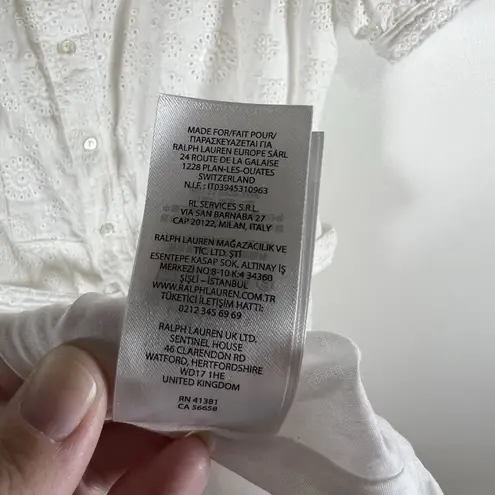 MADE FOR/FAIT POUR/
ΠΑΡΑΣΚΕΥΑΖΕΤΑΙ ΓΙΑ
RALPH LAUREN EUROPE SÀRL
24 ROUTE DE LA GALAISE
1228 PLAN-LES-OUATES
SWITZERLAND
N.I.F.: IT03945310963
RL SERVICES S.R.L.
VIA SAN BARNABA 27
CAP 20122, MILAN, ITALY
RALPH LAUREN MAĞAZACILIK VE
TİC. LTD. ŞTİ
ESENTEPE KASAP SOK. ALTINAY İŞ
MERKEZI NO:8-10-K:4 34360
ŞİŞLİ – İSTANBUL
WWW.RALPHLAUREN.COM.TR
TÜKETİCİ İLETİŞİM HATTI:
0212 345 69 69
RALPH LAUREN UK LTD.
SENTINEL HOUSE
46 CLARENDON RD
WATFORD, HERTFORDSHIRE
WD17 1HE
UNITED KINGDOM
RN 41381
CA 56658